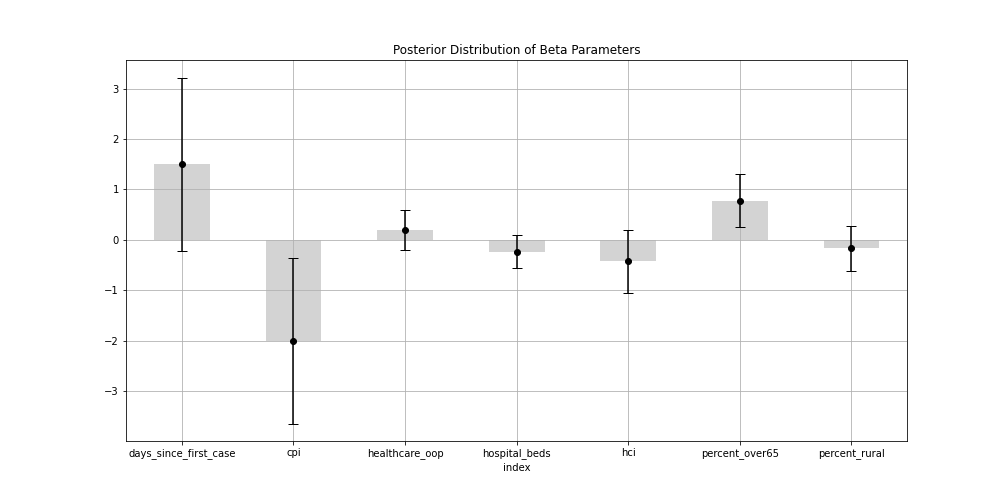 Posterior Distribution of Beta Parameters
3
2
1
0
−1
−2
−3
days_since_first_case cpi healthcare_oop hospital_beds hci percent_over65 percent_rural
index